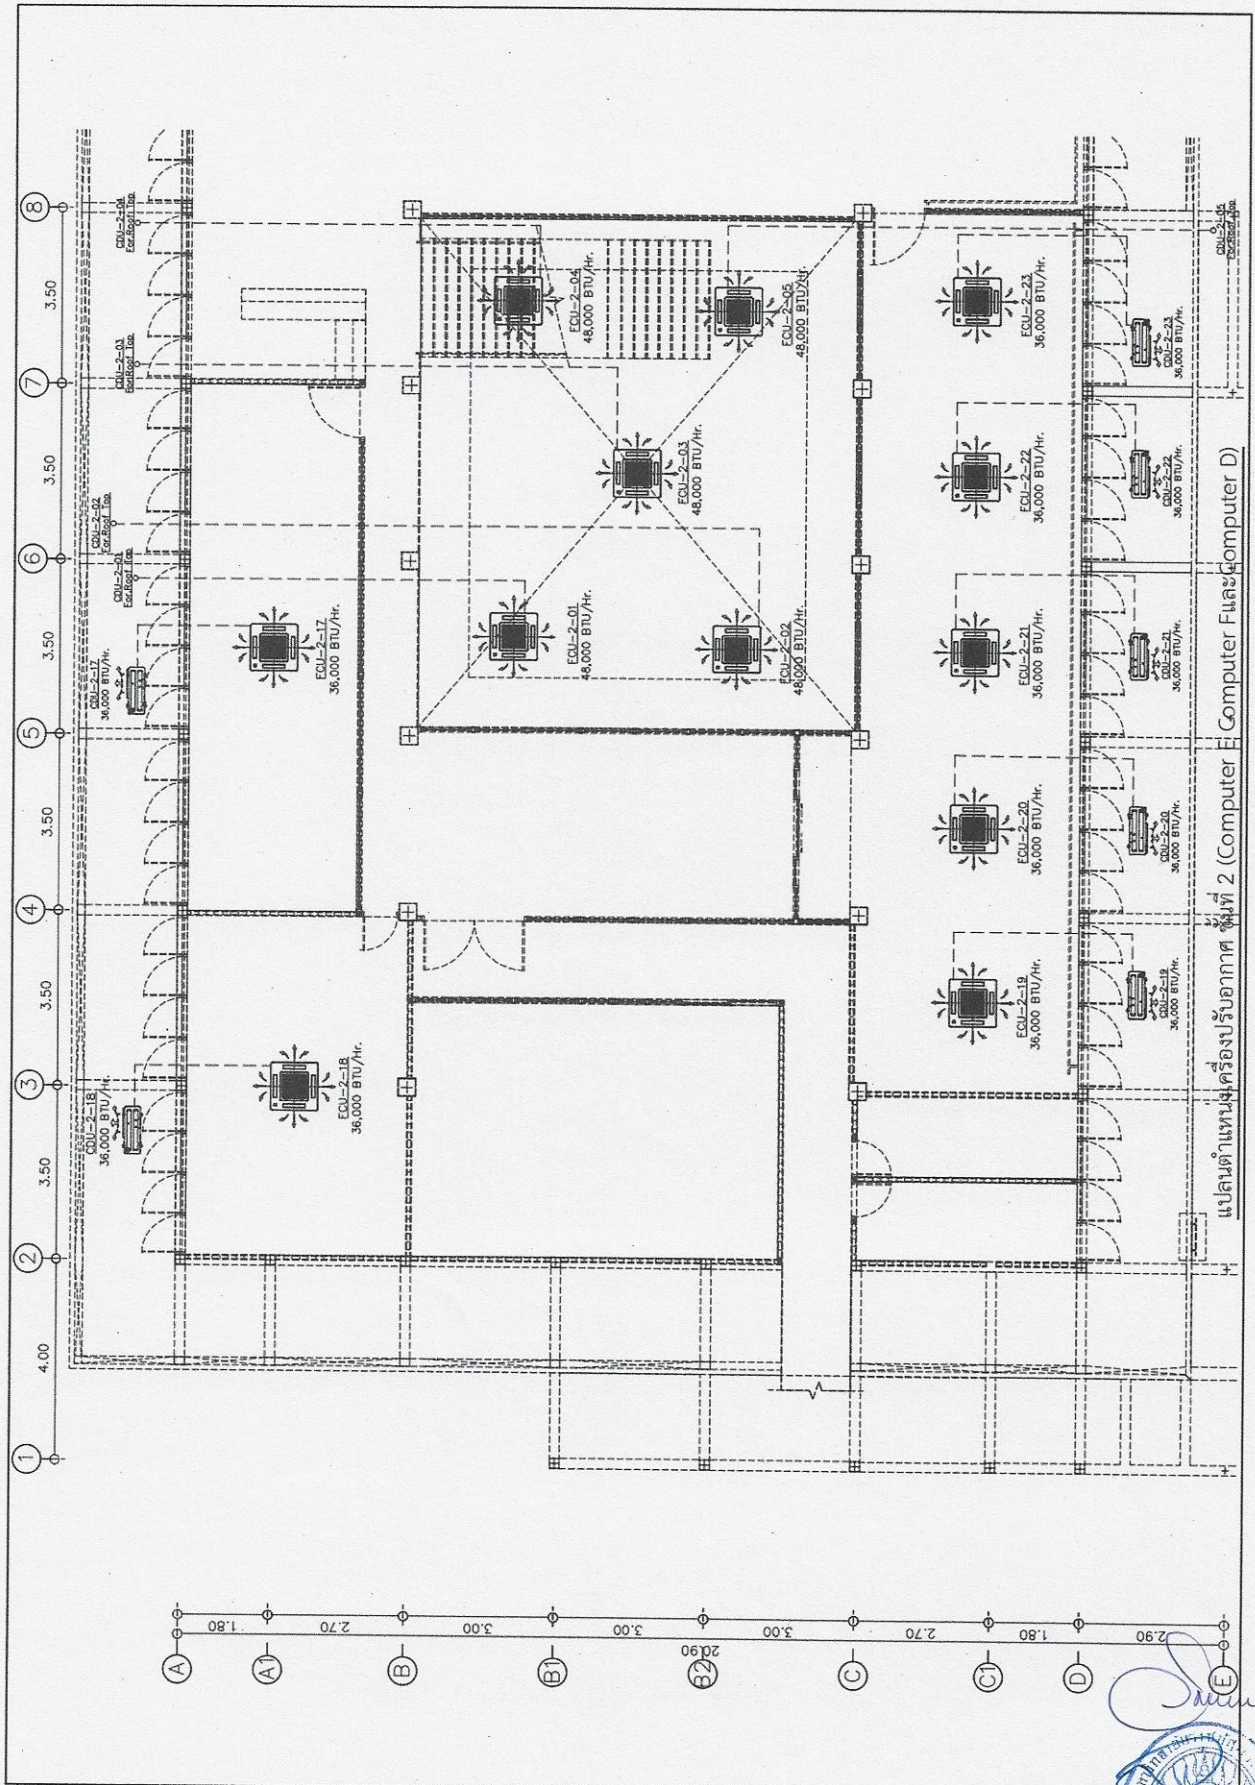 8
7
6
5
4
3
2
1
3.50
3.50
3.50
3.50
3.50
3.50
4.00
CDU-2-04
For.Roof Top
CDU-2-03
For.Roof Top
CDU-2-02
For.Roof Top
CDU-2-01
For.Roof Top
CDU-2-17
36,000 BTU/Hr.
CDU-2-18
36,000 BTU/Hr.
FCU-2-17
36,000 BTU/Hr.
FCU-2-18
36,000 BTU/Hr.
FCU-2-04
48,000 BTU/Hr.
FCU-2-05
48,000 BTU/Hr.
FCU-2-03
48,000 BTU/Hr.
FCU-2-01
48,000 BTU/Hr.
FCU-2-02
48,000 BTU/Hr.
FCU-2-23
36,000 BTU/Hr.
FCU-2-22
36,000 BTU/Hr.
FCU-2-21
36,000 BTU/Hr.
FCU-2-20
36,000 BTU/Hr.
FCU-2-19
36,000 BTU/Hr.
CDU-2-23
36,000 BTU/Hr.
CDU-2-22
36,000 BTU/Hr.
CDU-2-21
36,000 BTU/Hr.
CDU-2-20
36,000 BTU/Hr.
CDU-2-19
36,000 BTU/Hr.
CDU-2-05
For.Roof Top
แปลนตำแหน่งเครื่องปรับอากาศ ชั้นที่ 2 (Computer E Computer F และ Computer D)
1.80
2.70
3.00
3.00
3.00
2.70
1.80
2.90
20.90
A
A1
B
B1
B2
C
C1
D
E